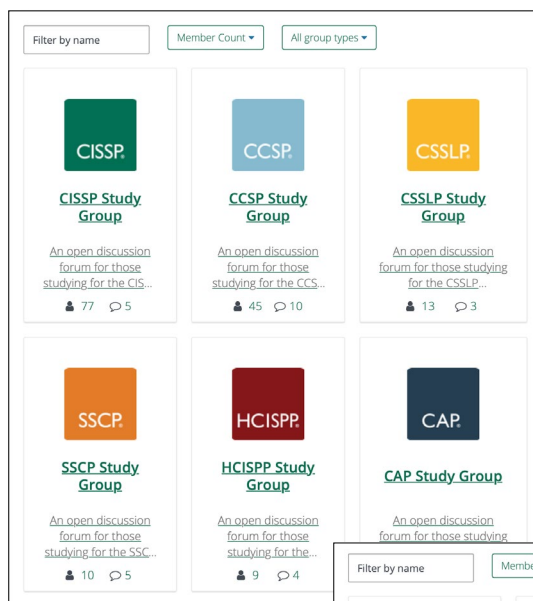 Filter by name
Member Count
All group types
CISSP®
CCSP®
CSSLP®
CISSP Study
Group
CCSP Study
Group
CSSLP Study
Group
An open discussion
forum for those
studying for the CIS...
An open discussion
forum for those
studying for the CCS...
An open discussion
forum for those studying
for the CSSLP...
77 5
45 10
13 3
SSCP®
HCISPP®
CAP®
SSCP Study
Group
HCISPP Study
Group
CAP Study Group
An open discussion
forum for those
studying for the SSC...
An open discussion
forum for those
studying for the...
An open discussion
forum for those studying
10 5
9 4
Filter by name
Membe